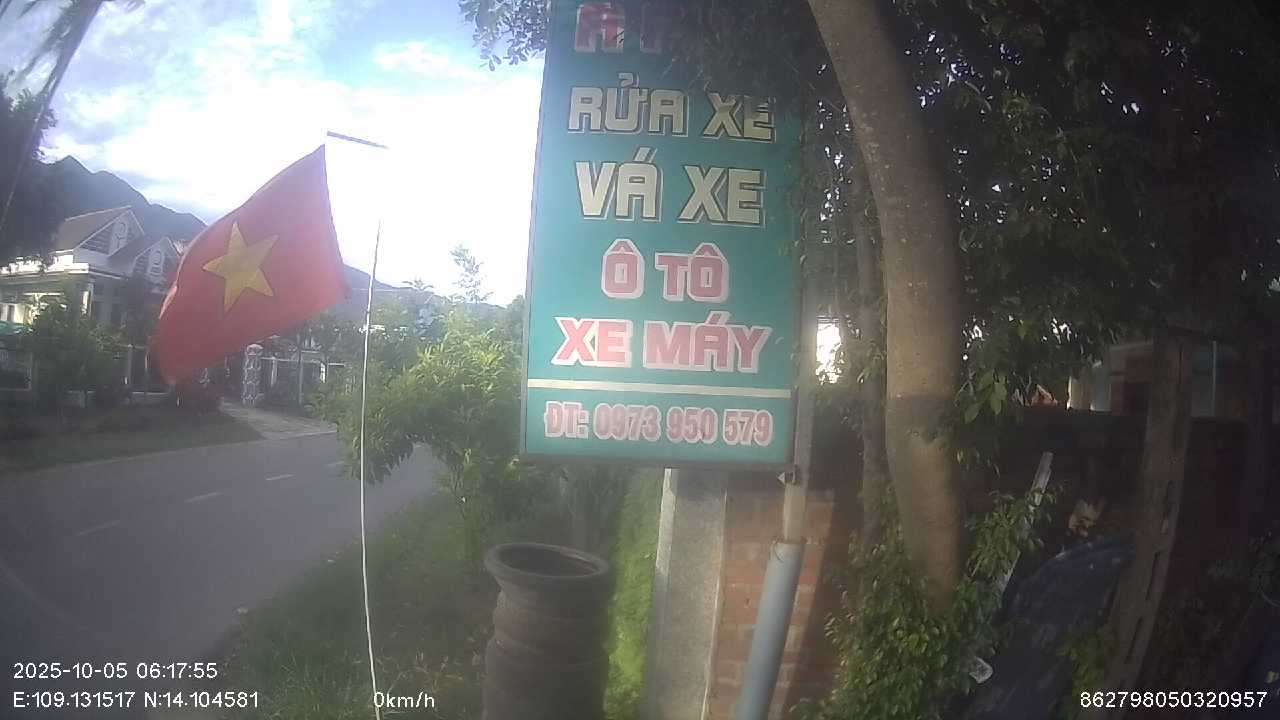 RỬA XE
VÁ XE
Ô TÔ
XE MÁY
ĐT: 0973 950 579
2025-10-05 06:17:55
E:109.131517 N:14.104581
0km/h
862798050320957